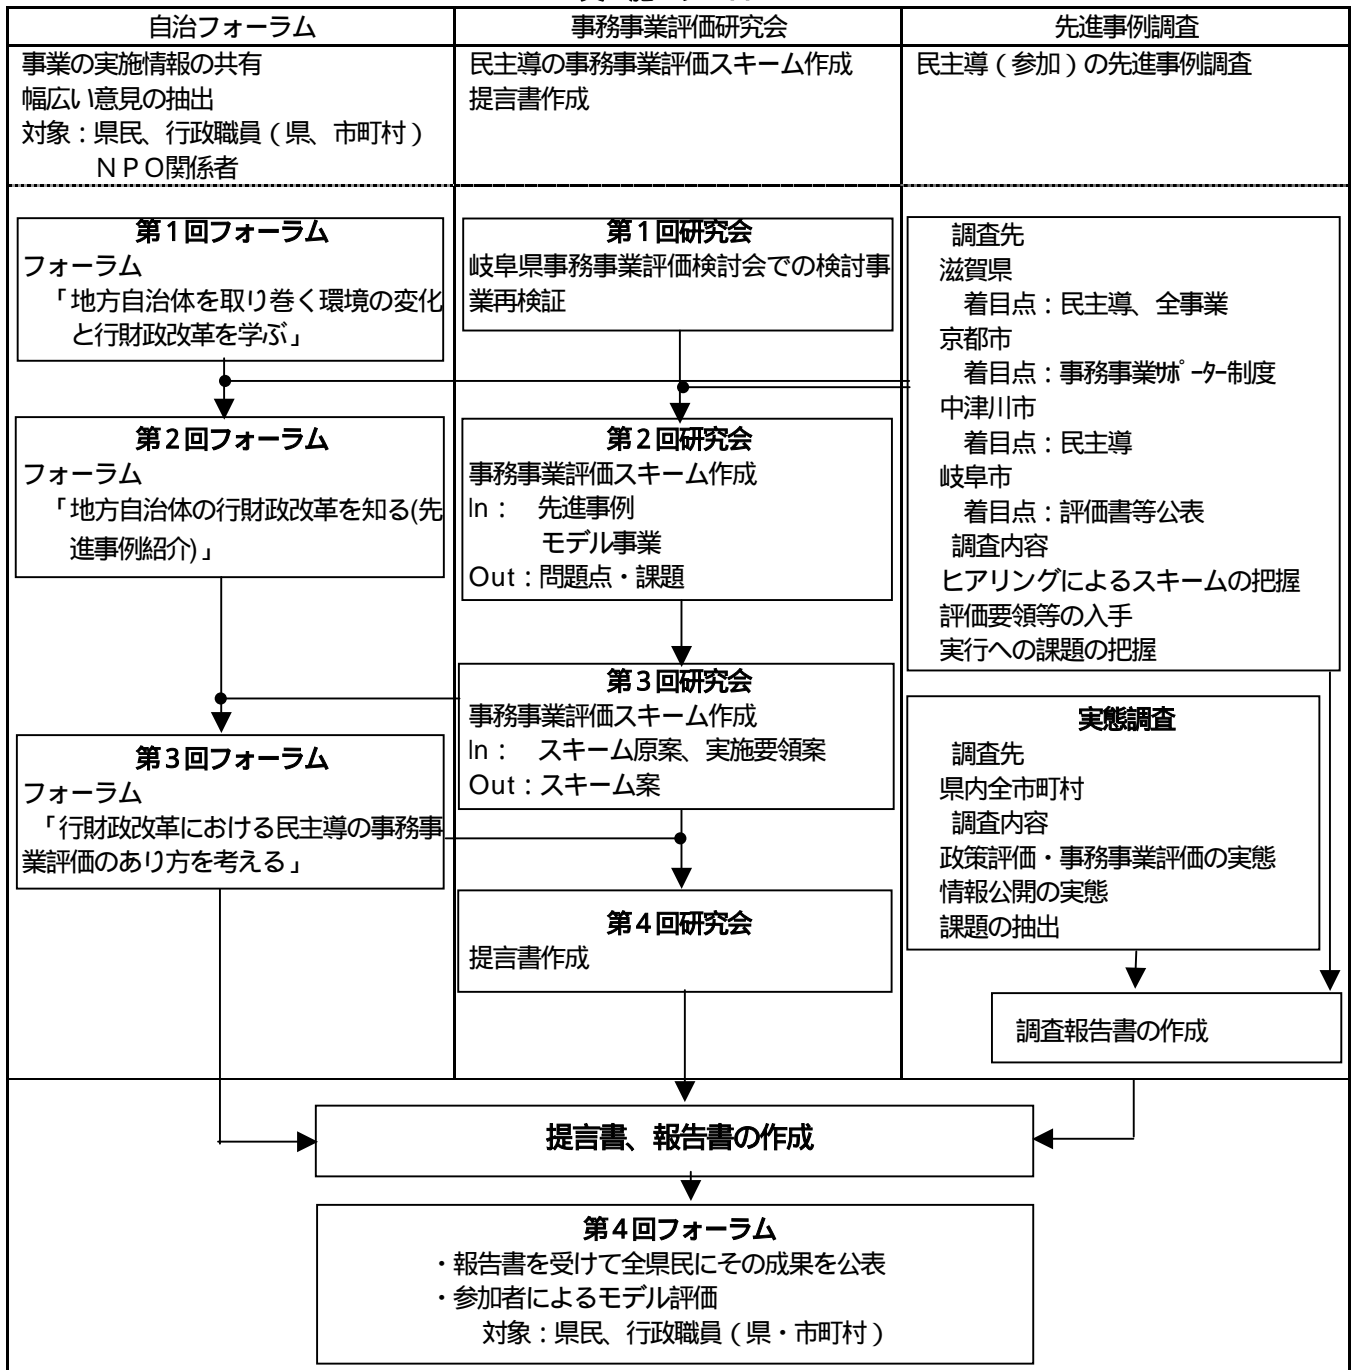 自治フォーラム
事業の実施情報の共有
幅広い意見の抽出
対象：県民、行政職員（県、市町村）
ＮＰＯ関係者
事務事業評価研究会
民主導の事務事業評価スキーム作成
提言書作成
先進事例調査
民主導（参加）の先進事例調査
第１回フォーラム
フォーラム
「地方自治体を取り巻く環境の変化
と行財政改革を学ぶ」
第２回フォーラム
フォーラム
「地方自治体の行財政改革を知る(先
進事例紹介)」
第３回フォーラム
フォーラム
「行財政改革における民主導の事務事
業評価のあり方を考える」
第１回研究会
岐阜県事務事業評価検討会での検討事
業再検証
第２回研究会
事務事業評価スキーム作成
In：　先進事例
モデル事業
Out：問題点・課題
第３回研究会
事務事業評価スキーム作成
In：　スキーム原案、実施要領案
Out：スキーム案
第４回研究会
提言書作成
調査先
滋賀県
着目点：民主導、全事業
京都市
着目点：事務事業ｻﾎﾟｰﾀｰ制度
中津川市
着目点：民主導
岐阜市
着目点：評価書等公表
調査内容
ヒアリングによるスキームの把握
評価要領等の入手
実行への課題の把握
実態調査
調査先
県内全市町村
調査内容
政策評価・事務事業評価の実態
情報公開の実態
課題の抽出
調査報告書の作成
提言書、報告書の作成
第４回フォーラム
・報告書を受けて全県民にその成果を公表
・参加者によるモデル評価
対象：県民、行政職員（県・市町村）